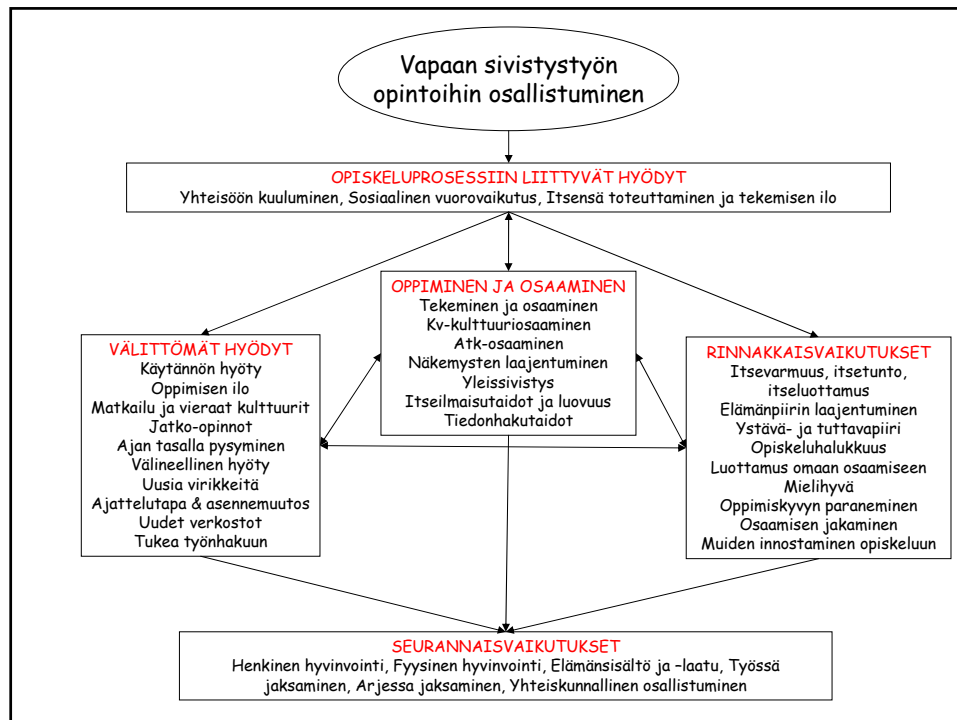 Vapaan sivistystyön
opintoihin osallistuminen
OPISKELUPROSESSIIN LIITTYVÄT HYÖDYT
Yhteisöön kuuluminen, Sosiaalinen vuorovaikutus, Itsensä toteuttaminen ja tekemisen ilo
OPPIMINEN JA OSAAMINEN
Tekeminen ja osaaminen
Kv-kulttuuriosaaminen
Atk-osaaminen
Näkemysten laajentuminen
Yleissivistys
Itseilmaisutaidot ja luovuus
Tiedonhakutaidot
VÄLITTÖMÄT HYÖDYT
Käytännön hyöty
Oppimisen ilo
Matkailu ja vieraat kulttuurit
Jatko-opinnot
Ajan tasalla pysyminen
Välineellinen hyöty
Uusia virikkeitä
Ajattelutapa & asennemuutos
Uudet verkostot
Tukea työnhakuun
RINNAKKAISVAIKUTUKSET
Itsevarmuus, itsetunto,
itseluottamus
Elämänpiirin laajentuminen
Ystävä- ja tuttavapiiri
Opiskeluhalukkuus
Luottamus omaan osaamiseen
Mielihyvä
Oppimiskyvyn paraneminen
Osaamisen jakaminen
Muiden innostaminen opiskeluun
SEURANNAISVAIKUTUKSET
Henkinen hyvinvointi, Fyysinen hyvinvointi, Elämänsisältö ja –laatu, Työssä
jaksaminen, Arjessa jaksaminen, Yhteiskunnallinen osallistuminen